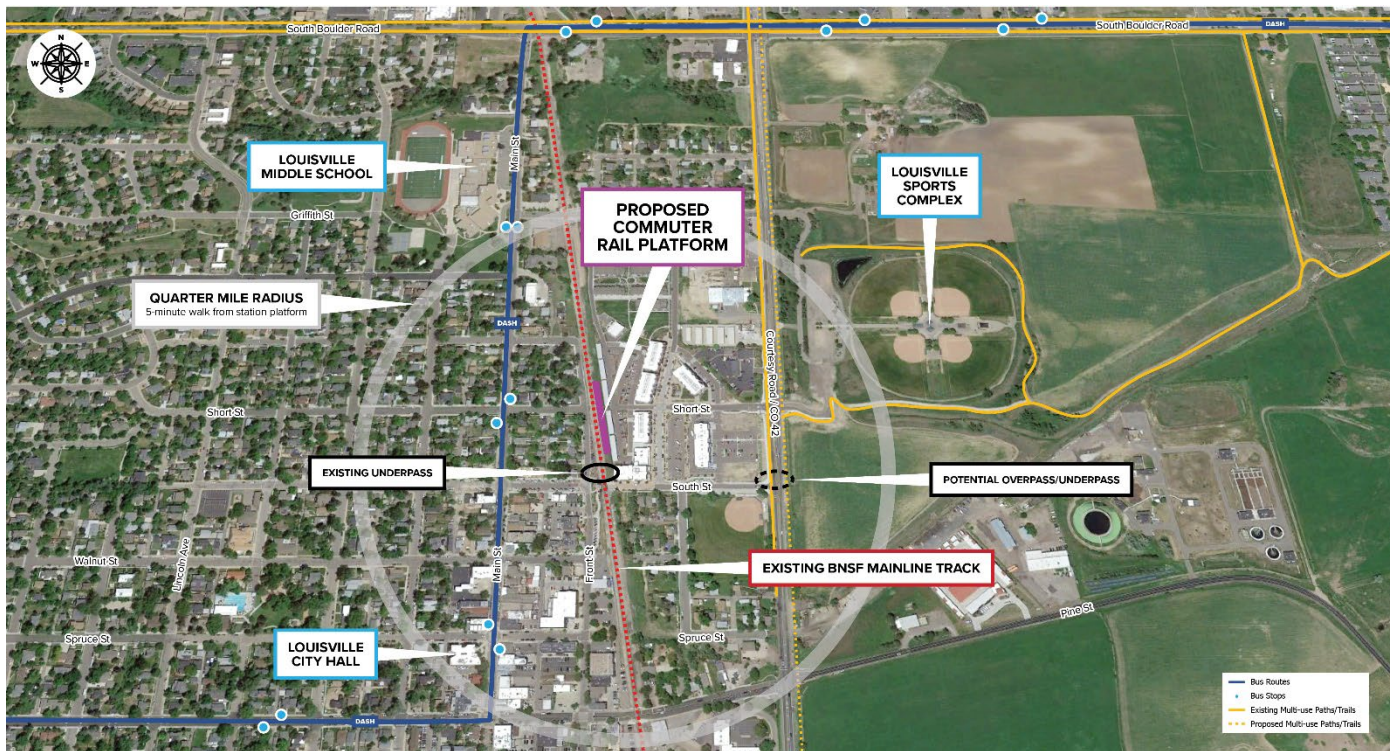 South Boulder Road
DASH
South Boulder Road
N
W
E
S
LOUISVILLE
MIDDLE SCHOOL
Main St
LOUISVILLE
SPORTS
COMPLEX
Griffith St
PROPOSED
COMMUTER
RAIL PLATFORM
QUARTER MILE RADIUS
5-minute walk from station platform
DASH
Courtesy Road / CO 42
Short St
Short St
EXISTING UNDERPASS
South St
POTENTIAL OVERPASS/UNDERPASS
Walnut St
Lincoln Ave
Main St
Front St
EXISTING BNSF MAINLINE TRACK
Pine St
Spruce St
Spruce St
LOUISVILLE
CITY HALL
DASH
Bus Routes
Bus Stops
Existing Multi-use Paths/Trails
Proposed Multi-use Paths/Trails